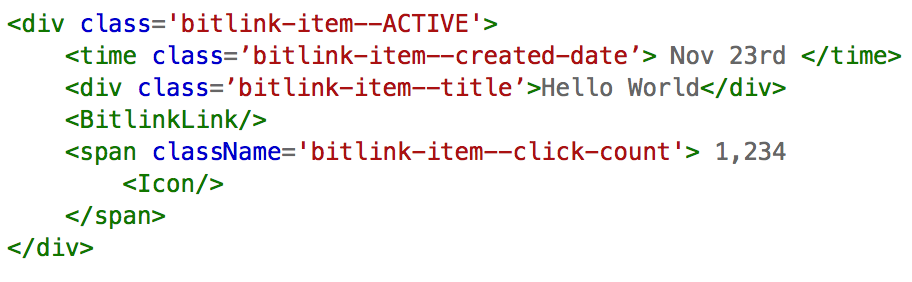 <div class='bitlink-item--ACTIVE'>
    <time class=’bitlink-item--created-date’> Nov 23rd </time>
    <div class=’bitlink-item--title’>Hello World</div>
    <BitlinkLink/>
    <span className='bitlink-item--click-count'> 1,234
        <Icon/>
    </span>
</div>